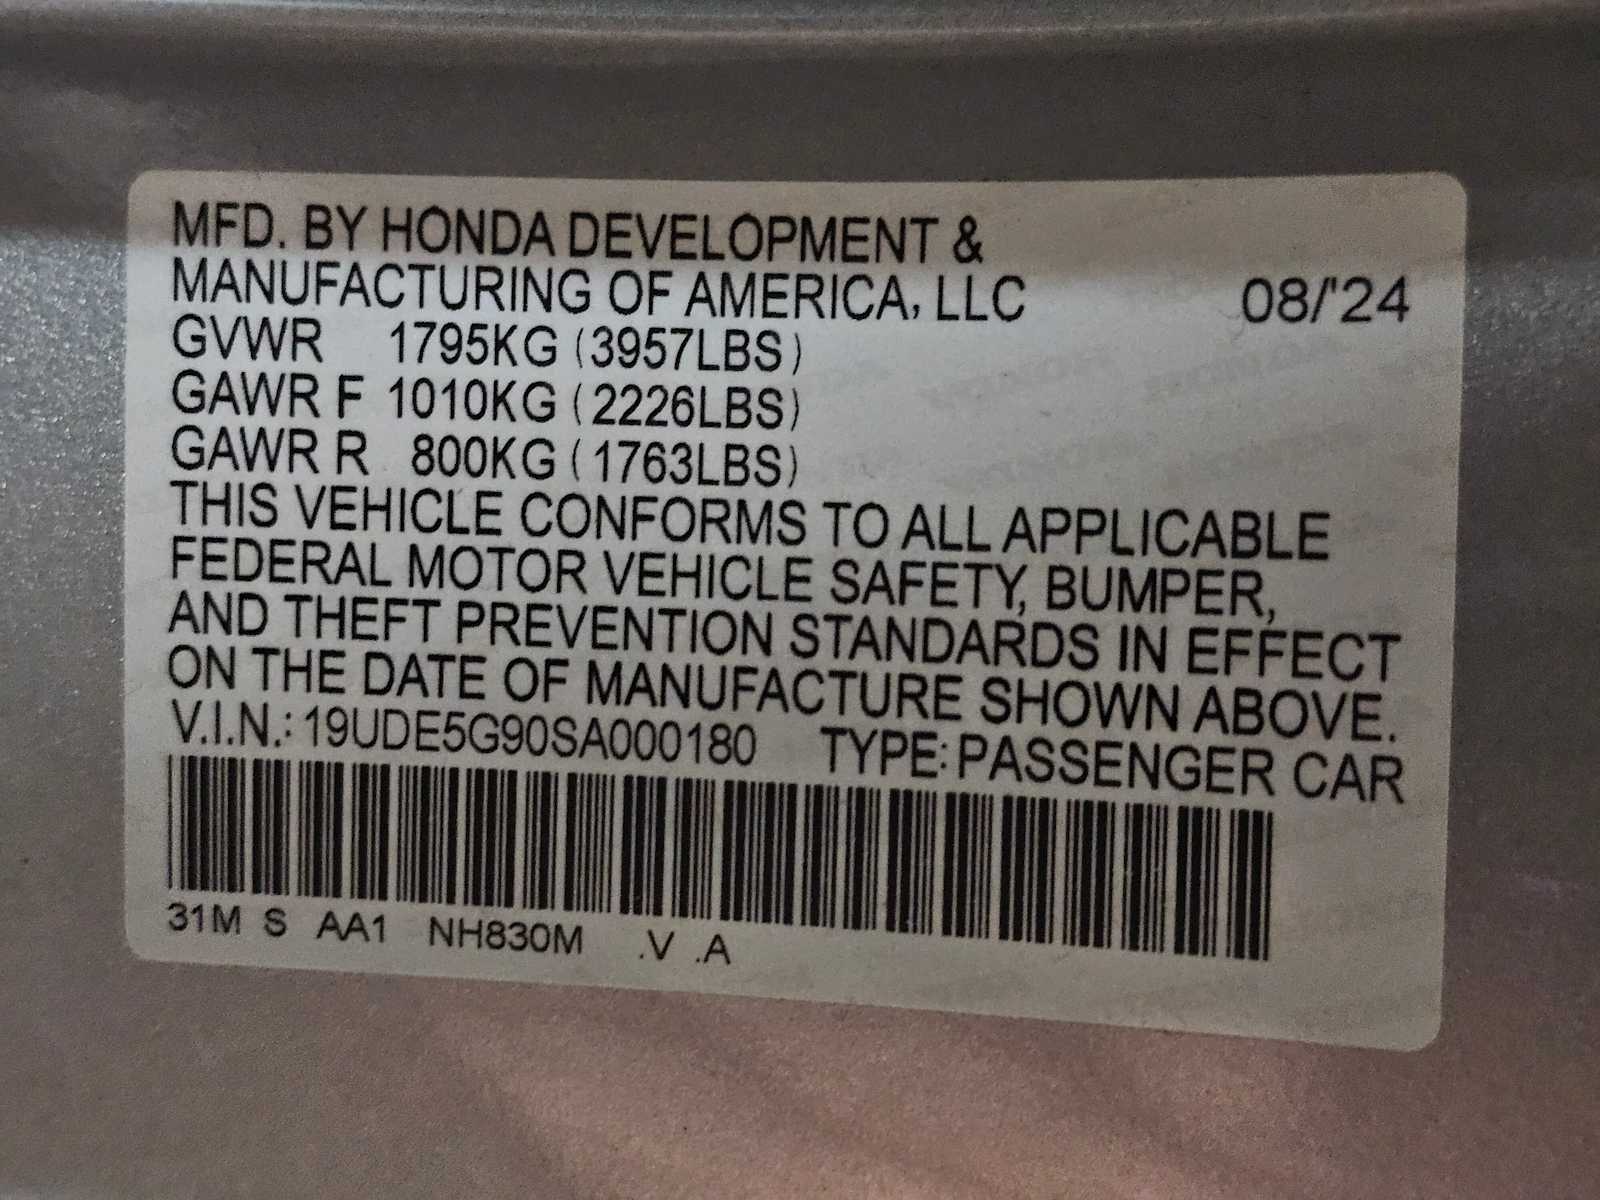 MFD. BY HONDA DEVELOPMENT &
MANUFACTURING OF AMERICA, LLC 08/'24
GVWR 1795KG (3957LBS)
GAWR F 1010KG (2226LBS)
GAWR R 800KG (1763LBS)
THIS VEHICLE CONFORMS TO ALL APPLICABLE
FEDERAL MOTOR VEHICLE SAFETY, BUMPER,
AND THEFT PREVENTION STANDARDS IN EFFECT
ON THE DATE OF MANUFACTURE SHOWN ABOVE.
V.I.N.: 19UDE5G90SA000180 TYPE: PASSENGER CAR
31M S AA1 NH830M .V .A